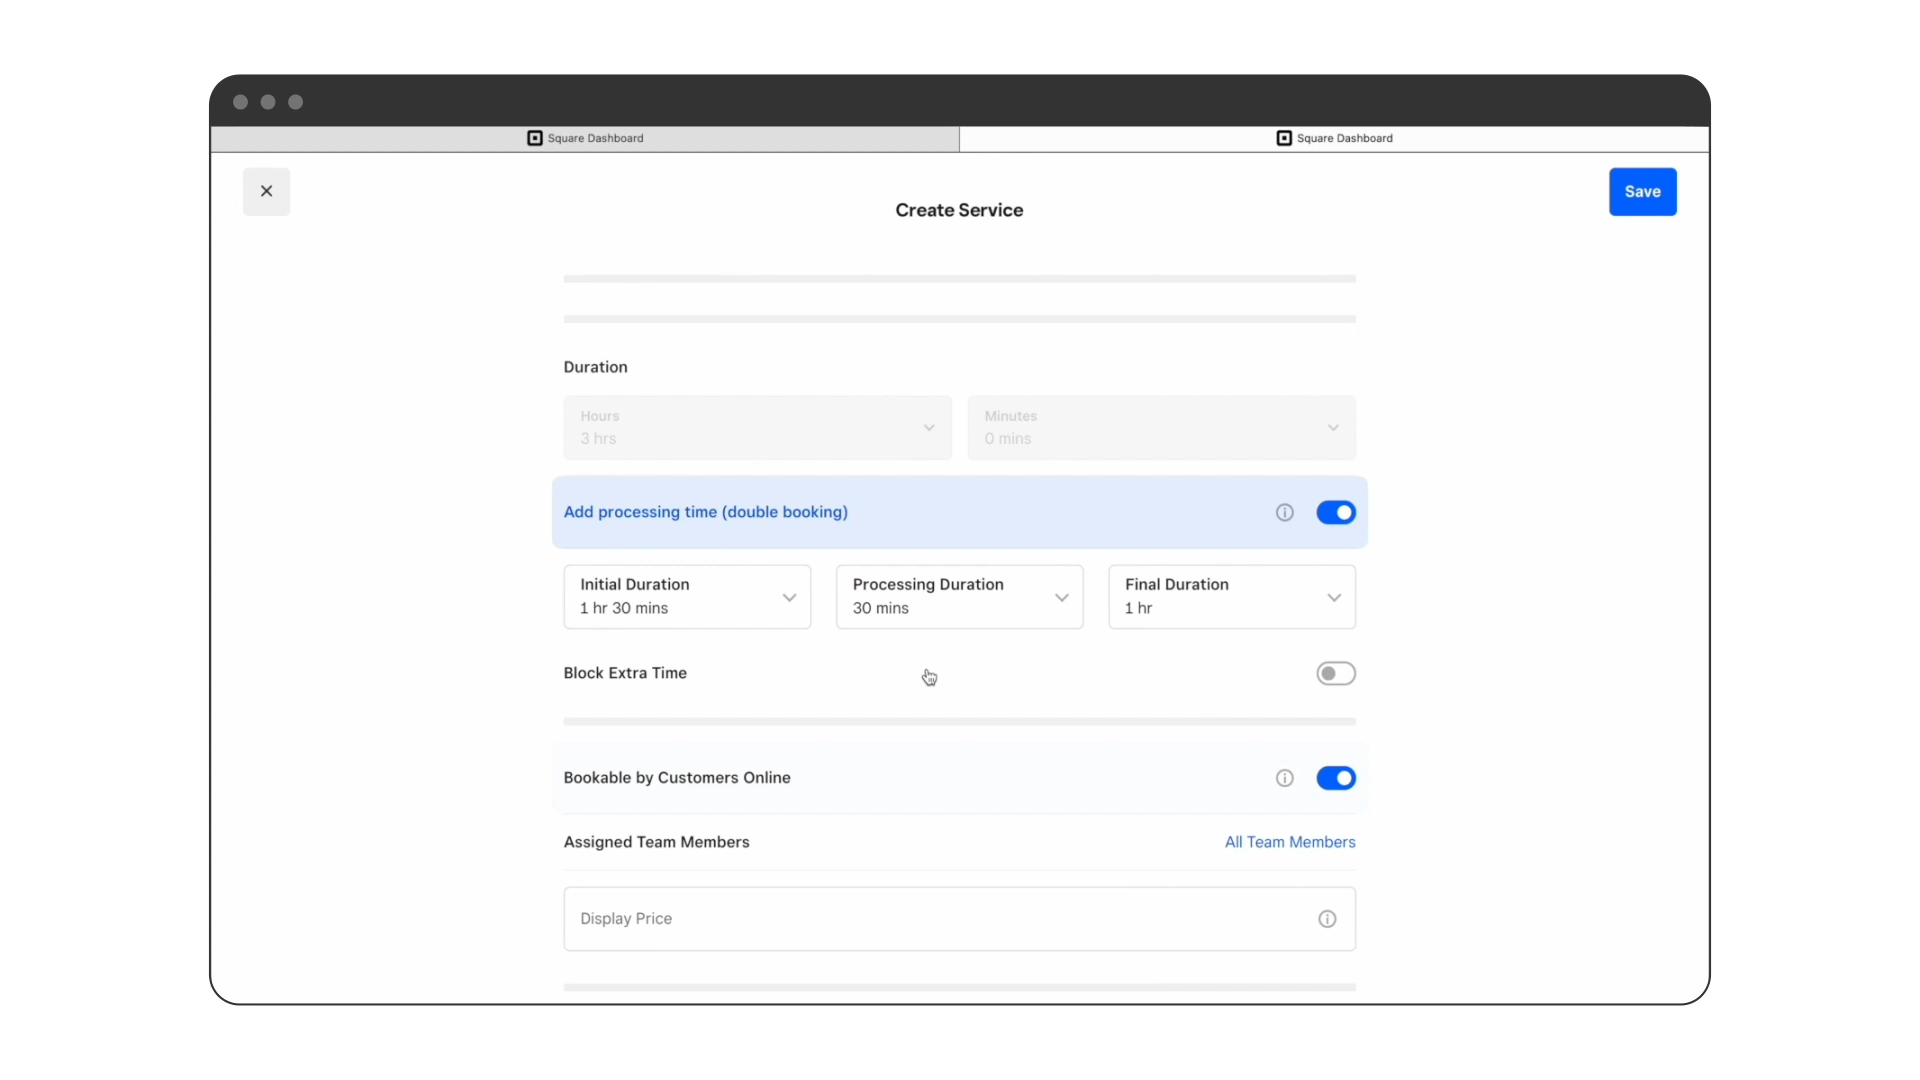 Square Dashboard
Square Dashboard
Create Service
Save
Duration
Hours
3 hrs
Minutes
0 mins
Add processing time (double booking)
Initial Duration
1 hr 30 mins
Processing Duration
30 mins
Final Duration
1 hr
Block Extra Time
Bookable by Customers Online
Assigned Team Members
All Team Members
Display Price